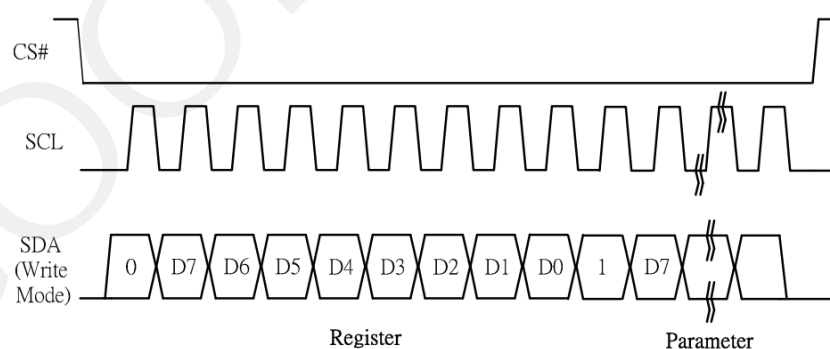 CS#
SCL
SDA
(Write
Mode)
0 D7 D6 D5 D4 D3 D2 D1 D0 1 D7
Register Parameter